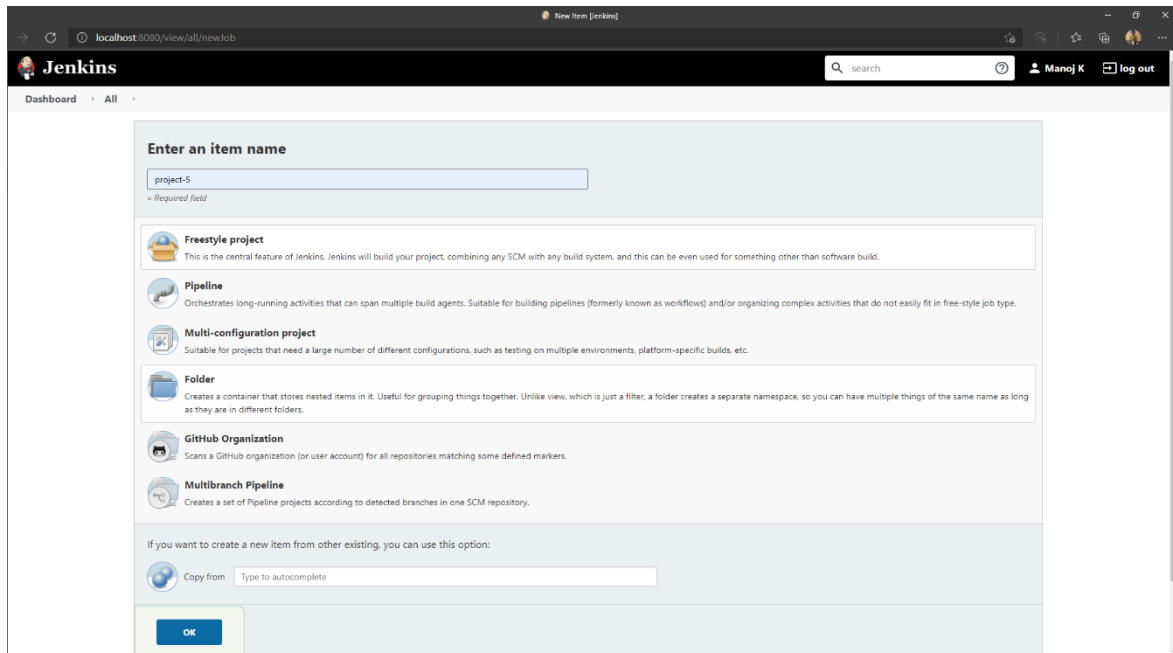 New Item [Jenkins]
localhost:8080/view/all/newJob
Jenkins
search
Manoj K
log out
Dashboard
All
Enter an item name
project-5
» Required field
Freestyle project
This is the central feature of Jenkins. Jenkins will build your project, combining any SCM with any build system, and this can be even used for something other than software build.
Pipeline
Orchestrates long-running activities that can span multiple build agents. Suitable for building pipelines (formerly known as workflows) and/or organizing complex activities that do not easily fit in free-style job type.
Multi-configuration project
Suitable for projects that need a large number of different configurations, such as testing on multiple environments, platform-specific builds, etc.
Folder
Creates a container that stores nested items in it. Useful for grouping things together. Unlike view, which is just a filter, a folder creates a separate namespace, so you can have multiple things of the same name as long
as they are in different folders.
GitHub Organization
Scans a GitHub organization (or user account) for all repositories matching some defined markers.
Multibranch Pipeline
Creates a set of Pipeline projects according to detected branches in one SCM repository.
If you want to create a new item from other existing, you can use this option:
Copy from
Type to autocomplete
OK